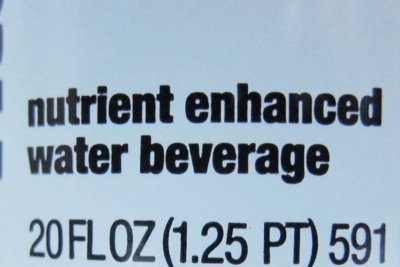 nutrient enhanced
water beverage
20 FL OZ (1.25 PT) 591